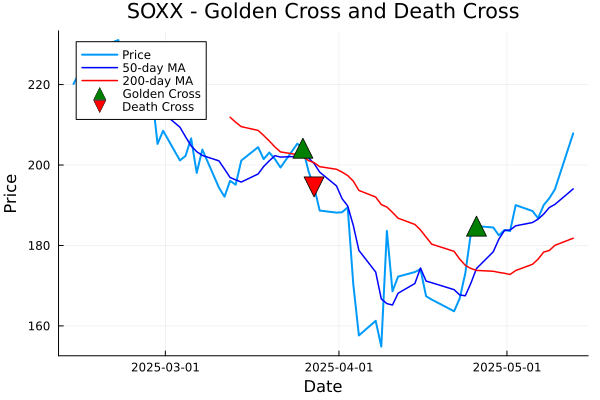 SOXX - Golden Cross and Death Cross
Price
50-day MA
200-day MA
Golden Cross
Death Cross
220
200
180
160
Price
2025-03-01
2025-04-01
2025-05-01
Date